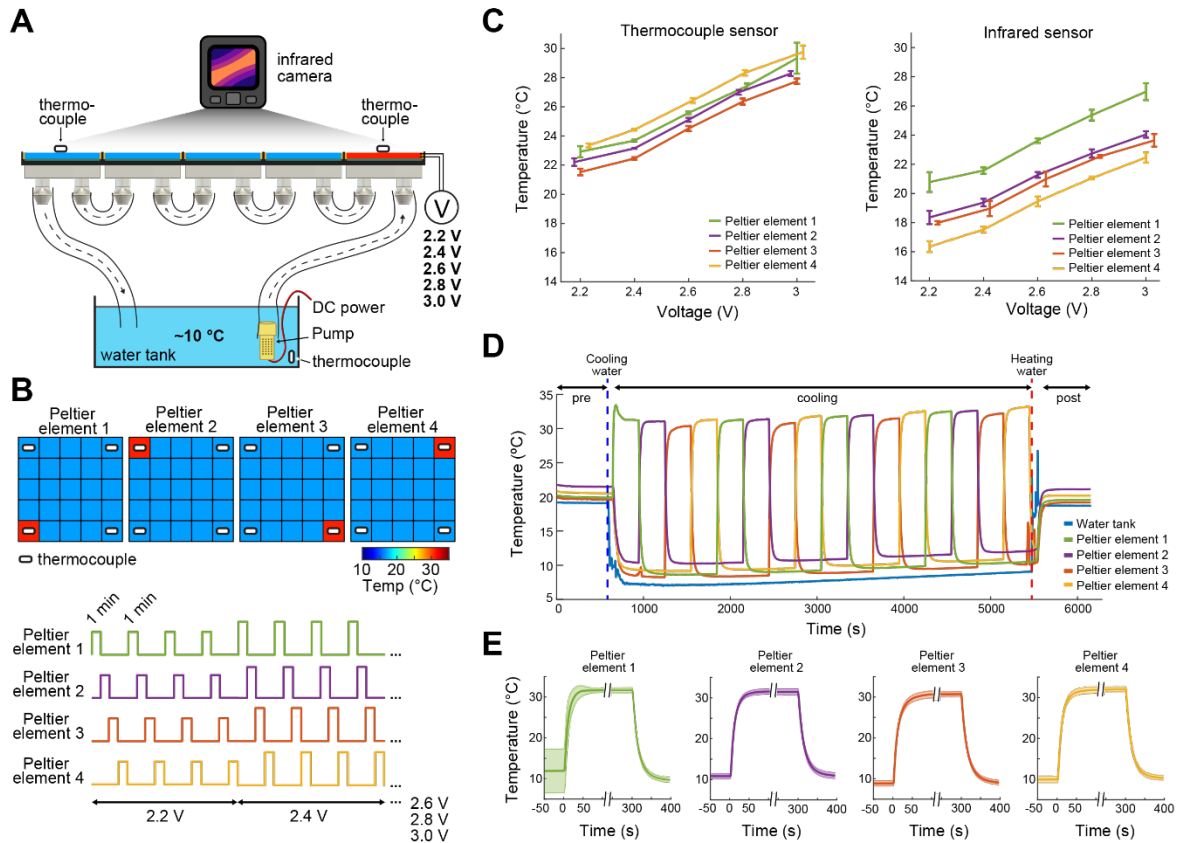 A
infrared
camera
thermo-
couple
thermo-
couple
V
2.2 V
2.4 V
2.6 V
2.8 V
3.0 V
DC power
~10 °C
Pump
water tank
thermocouple
B
Peltier
element 1
Peltier
element 2
Peltier
element 3
Peltier
element 4
thermocouple
10 20 30
Temp (°C)
1 min 1 min
Peltier
element 1
...
Peltier
element 2
...
Peltier
element 3
...
Peltier
element 4
...
2.2 V
2.4 V
... 2.6 V
2.8 V
3.0 V
C
Thermocouple sensor
Temperature (°C)
30
28
26
24
22
20
18
16
14
Peltier element 1
Peltier element 2
Peltier element 3
Peltier element 4
2.2 2.4 2.6 2.8 3
Voltage (V)
Infrared sensor
Temperature (°C)
30
28
26
24
22
20
18
16
14
Peltier element 1
Peltier element 2
Peltier element 3
Peltier element 4
2.2 2.4 2.6 2.8 3
Voltage (V)
D
Cooling
water
Heating
water
pre
cooling
post
Temperature (°C)
35
30
25
20
15
10
5
Water tank
Peltier element 1
Peltier element 2
Peltier element 3
Peltier element 4
0 1000 2000 3000 4000 5000 6000
Time (s)
E
Temperature (°C)
Peltier
element 1
30
20
10
-50 0 50 300 400
Time (s)
Peltier
element 2
30
20
10
-50 0 50 300 400
Time (s)
Peltier
element 3
30
20
10
-50 0 50 300 400
Time (s)
Peltier
element 4
30
20
10
-50 0 50 300 400
Time (s)